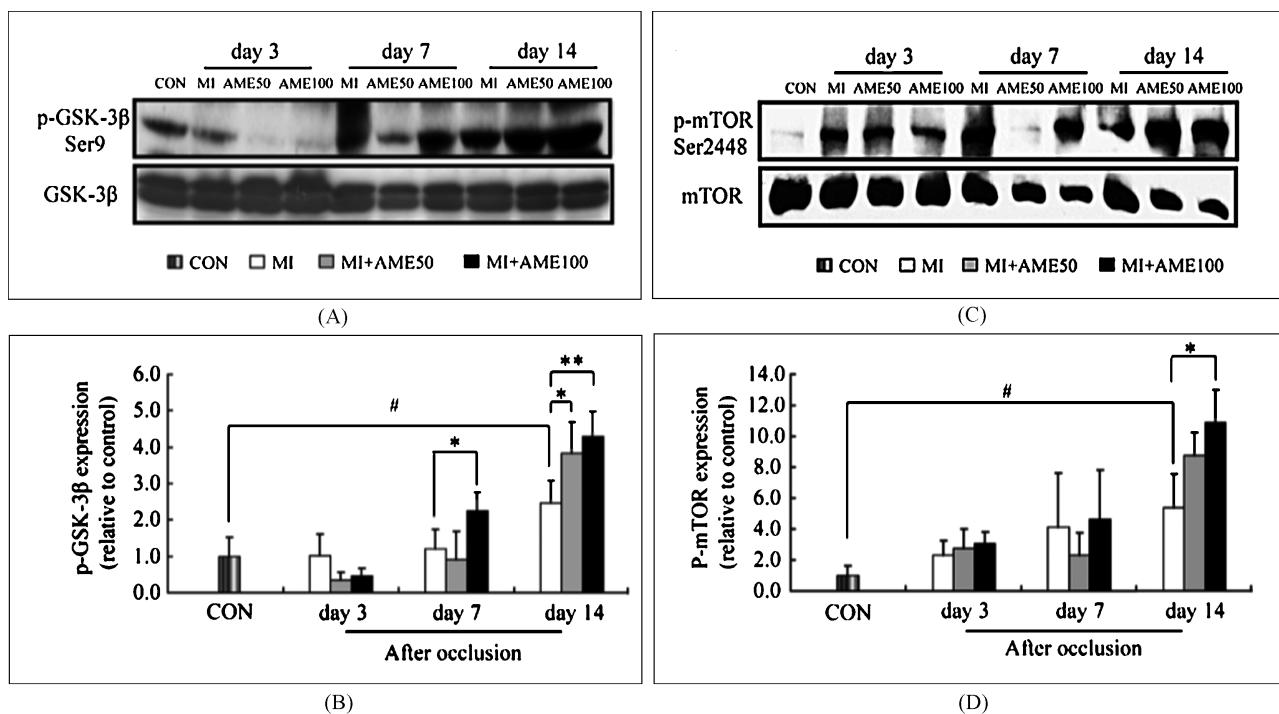 day 3 day 7 day 14
CON MI AME50 AME100 MI AME50 AME100 MI AME50 AME100
p-GSK-3β
Ser9
GSK-3β
CON MI MI+AME50 MI+AME100
(A)
day 3 day 7 day 14
CON MI AME50 AME100 MI AME50 AME100 MI AME50 AME100
p-mTOR
Ser2448
mTOR
CON MI MI+AME50 MI+AME100
(C)
p-GSK-3β expression
(relative to control)
6.0
5.0
4.0
3.0
2.0
1.0
0.0
#
*
**
*
CON day 3 day 7 day 14
After occlusion
(B)
P-mTOR expression
(relative to control)
14.0
12.0
10.0
8.0
6.0
4.0
2.0
0.0
#
*
CON day 3 day 7 day 14
After occlusion
(D)